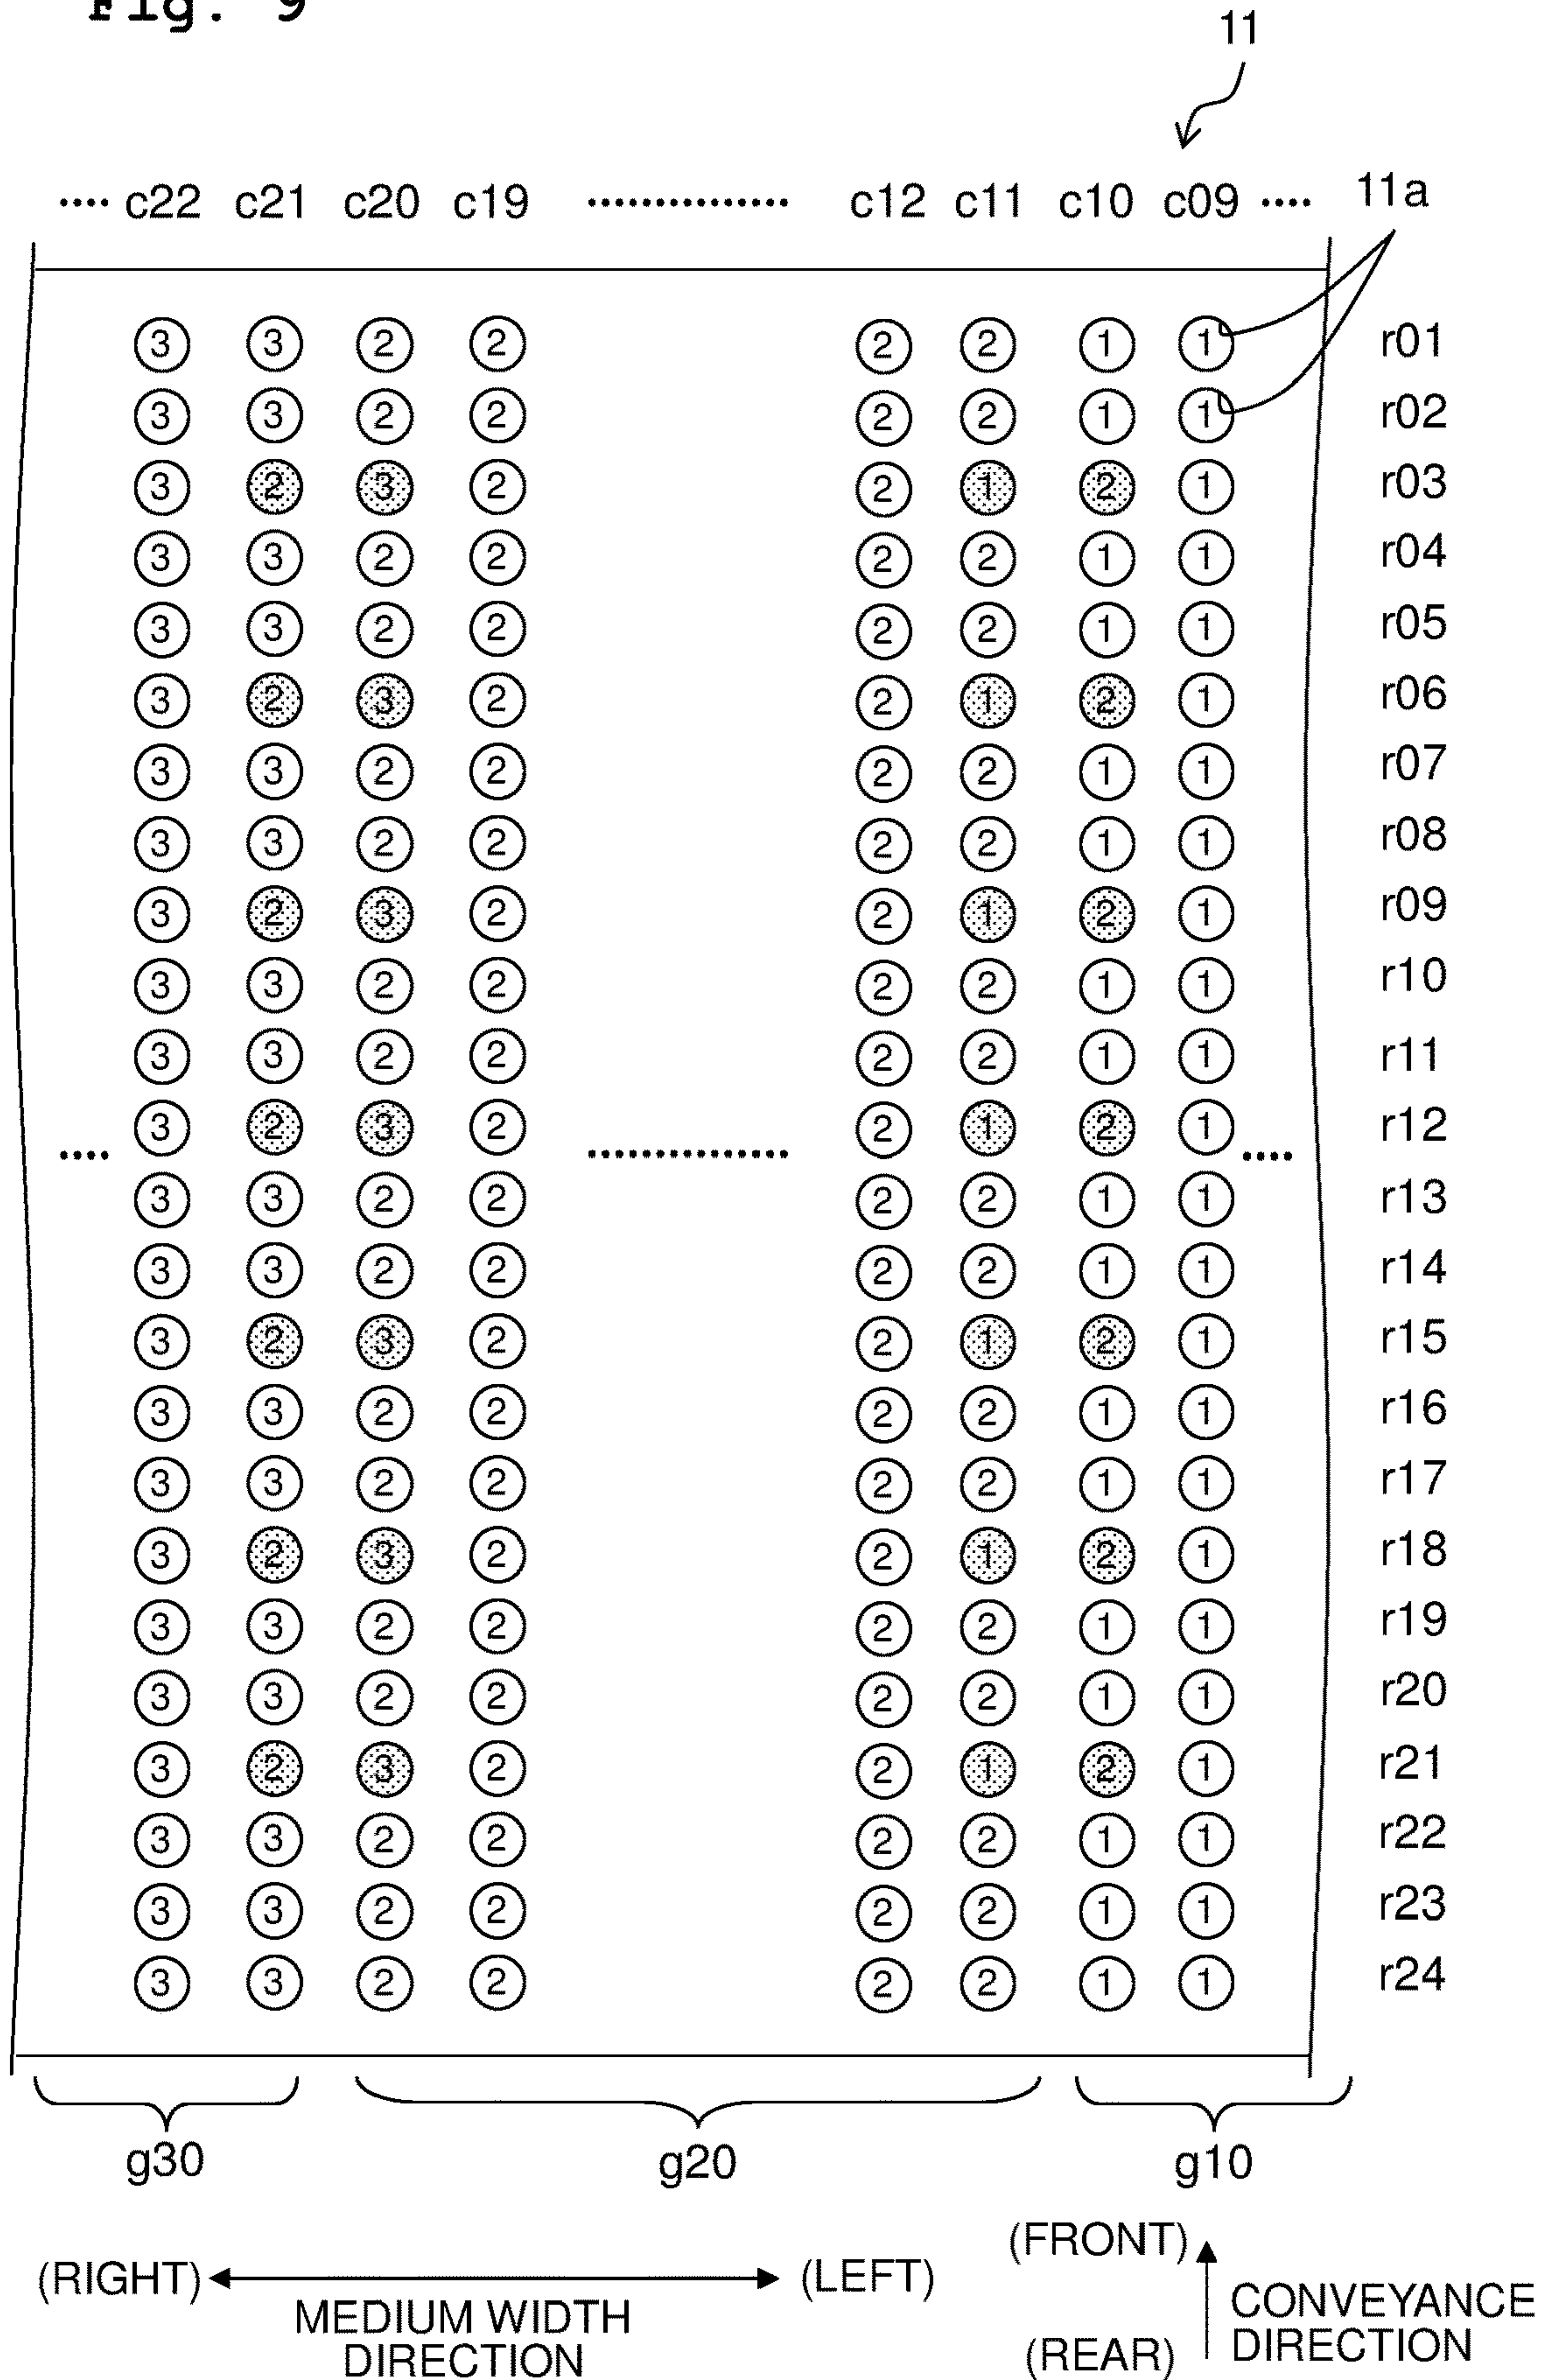 Fig. 9
11
···· c22 c21 c20 c19 ··············· c12 c11 c10 c09 ···· 11a
3 3 2 2 2 2 1 1 r01
3 3 2 2 2 2 1 1 r02
3 2 3 2 2 1 2 1 r03
3 3 2 2 2 2 1 1 r04
3 3 2 2 2 2 1 1 r05
3 2 3 2 2 1 2 1 r06
3 3 2 2 2 2 1 1 r07
3 3 2 2 2 2 1 1 r08
3 2 3 2 2 1 2 1 r09
3 3 2 2 2 2 1 1 r10
3 3 2 2 2 2 1 1 r11
3 2 3 2 2 1 2 1 r12
···· ··············· ····
3 3 2 2 2 2 1 1 r13
3 3 2 2 2 2 1 1 r14
3 2 3 2 2 1 2 1 r15
3 3 2 2 2 2 1 1 r16
3 3 2 2 2 2 1 1 r17
3 2 3 2 2 1 2 1 r18
3 3 2 2 2 2 1 1 r19
3 3 2 2 2 2 1 1 r20
3 2 3 2 2 1 2 1 r21
3 3 2 2 2 2 1 1 r22
3 3 2 2 2 2 1 1 r23
3 3 2 2 2 2 1 1 r24
g30 g20 g10
(RIGHT) (LEFT)
MEDIUM WIDTH
DIRECTION
(FRONT)
(REAR)
CONVEYANCE
DIRECTION